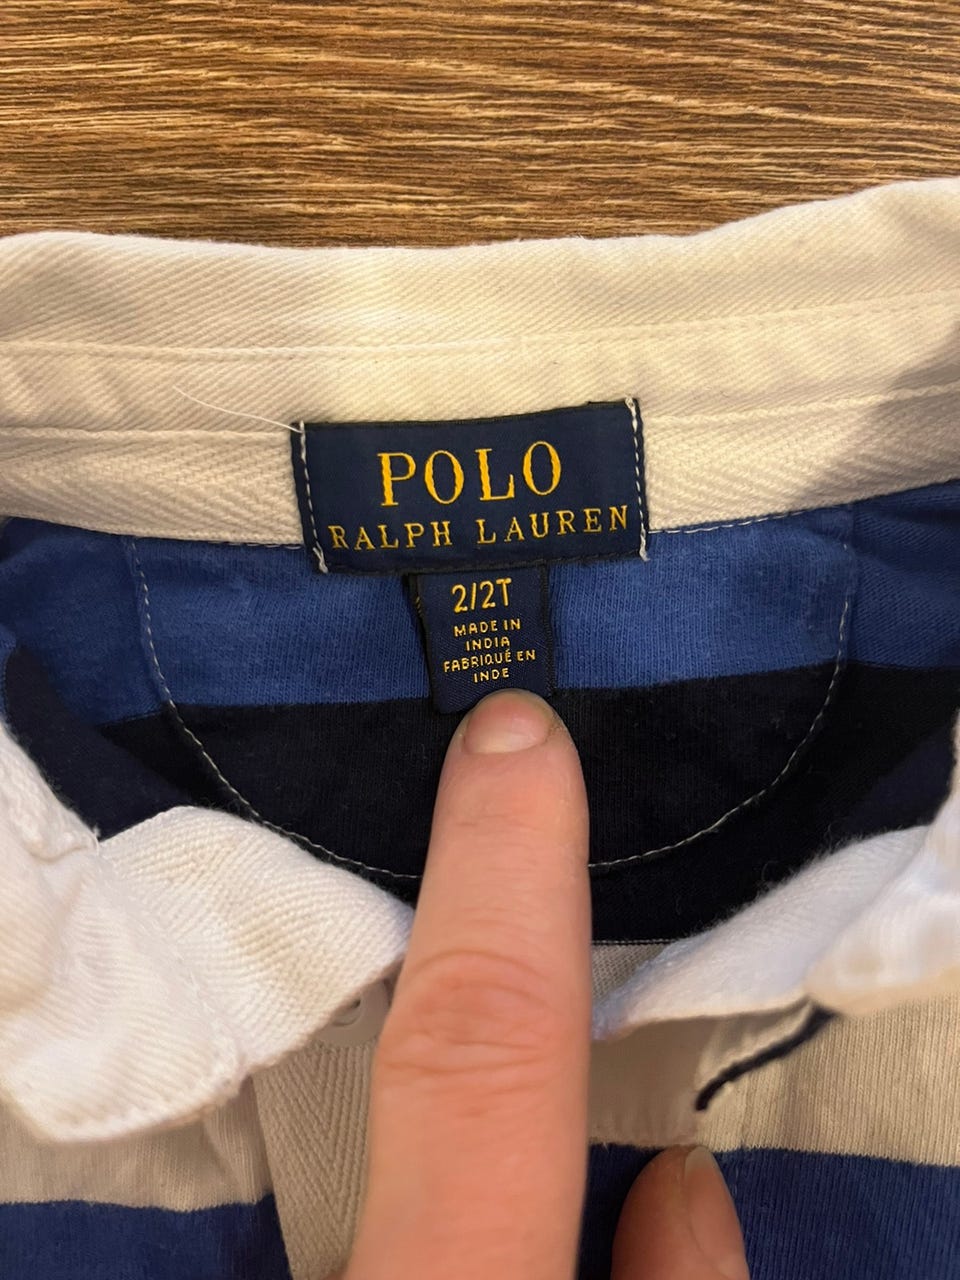 POLO
RALPH LAUREN
2/2T
MADE IN
INDIA
FABRIQUÉ EN
INDE